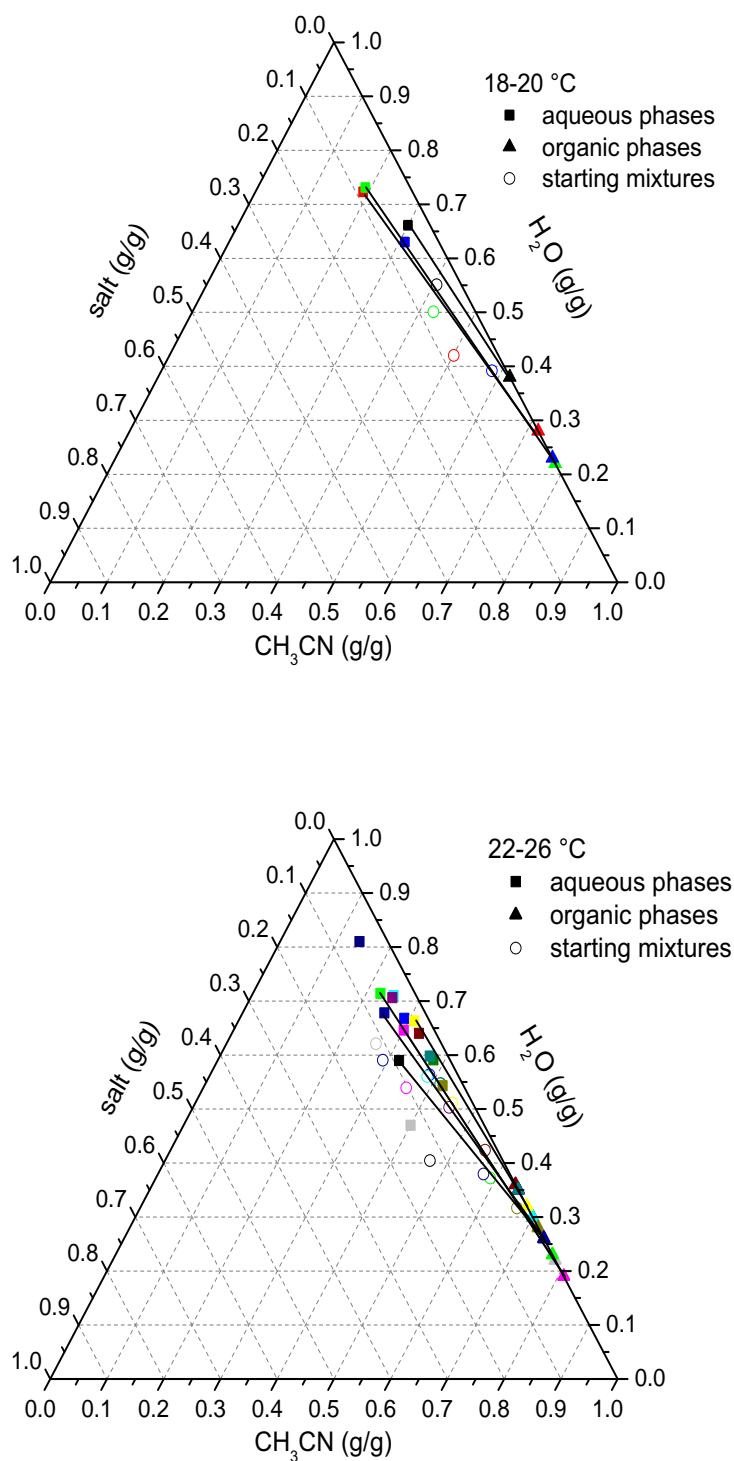 0.0
1.0
0.1
0.9
0.2
0.8
0.3
0.7
0.4
0.6
0.5
0.5
0.6
0.4
0.7
0.3
0.8
0.2
0.9
0.1
1.0
0.0
0.0 0.1 0.2 0.3 0.4 0.5 0.6 0.7 0.8 0.9 1.0
salt (g/g)
H₂O (g/g)
CH₃CN (g/g)
18-20 °C
aqueous phases
organic phases
starting mixtures
0.0
1.0
0.1
0.9
0.2
0.8
0.3
0.7
0.4
0.6
0.5
0.5
0.6
0.4
0.7
0.3
0.8
0.2
0.9
0.1
1.0
0.0
0.0 0.1 0.2 0.3 0.4 0.5 0.6 0.7 0.8 0.9 1.0
salt (g/g)
H₂O (g/g)
CH₃CN (g/g)
22-26 °C
aqueous phases
organic phases
starting mixtures